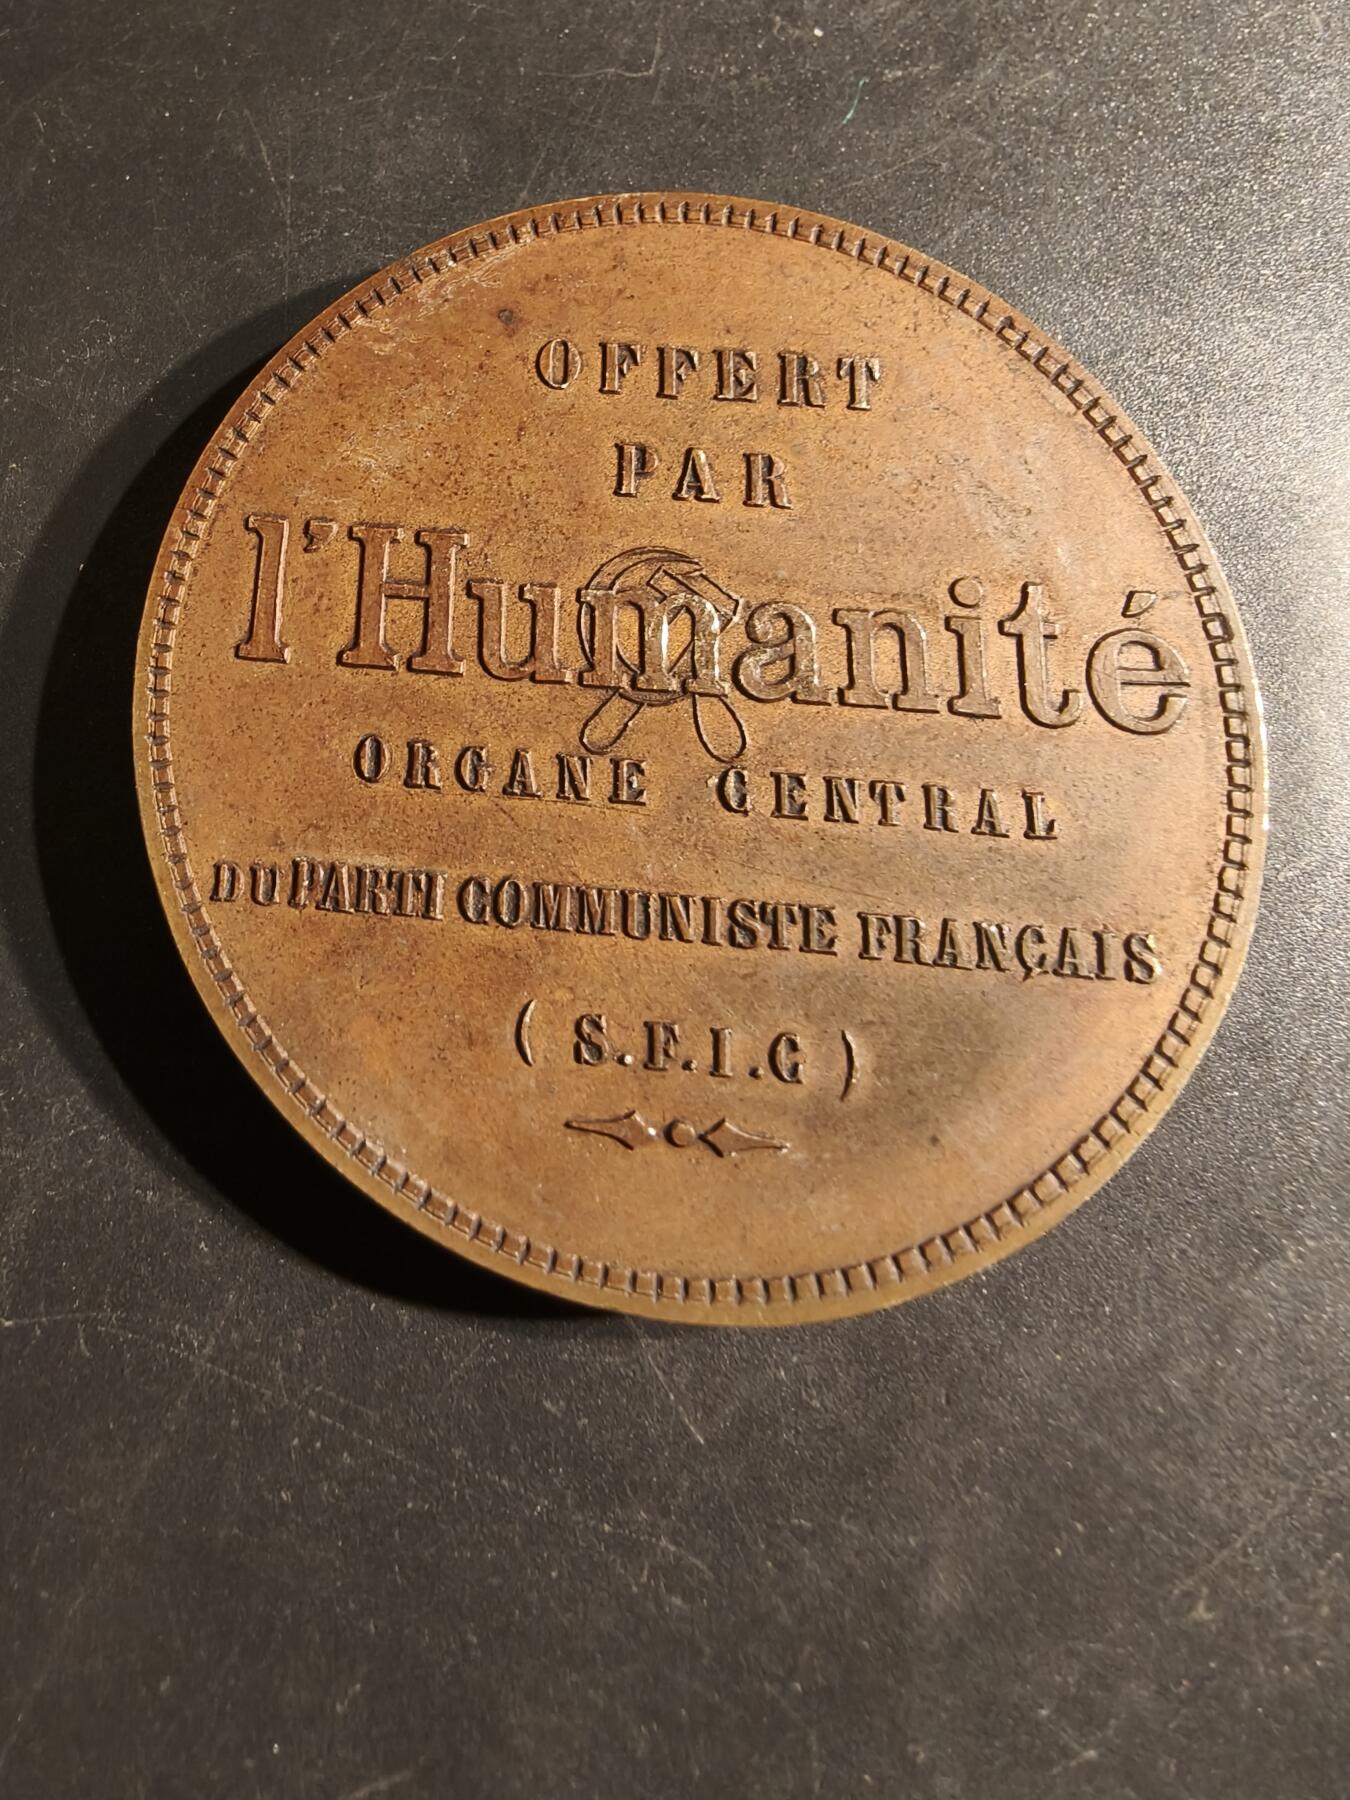 OFFERT
PAR
l'Humanité
ORGANE CENTRAL
DU PARTI COMMUNISTE FRANÇAIS
( S.F.I.C )